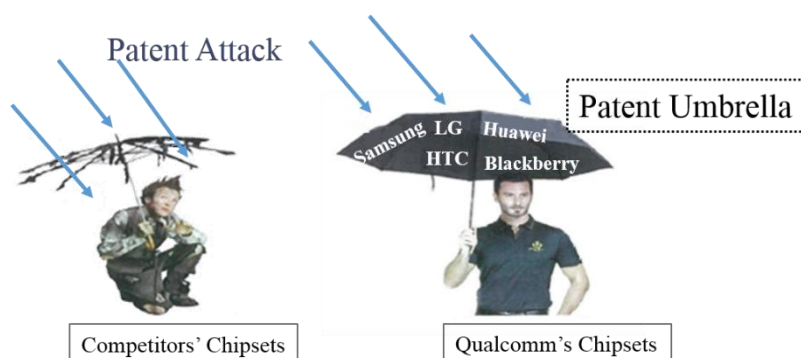 Patent Attack
Patent Umbrella
Samsung
LG
Huawei
HTC
Blackberry
Competitors’ Chipsets
Qualcomm’s Chipsets